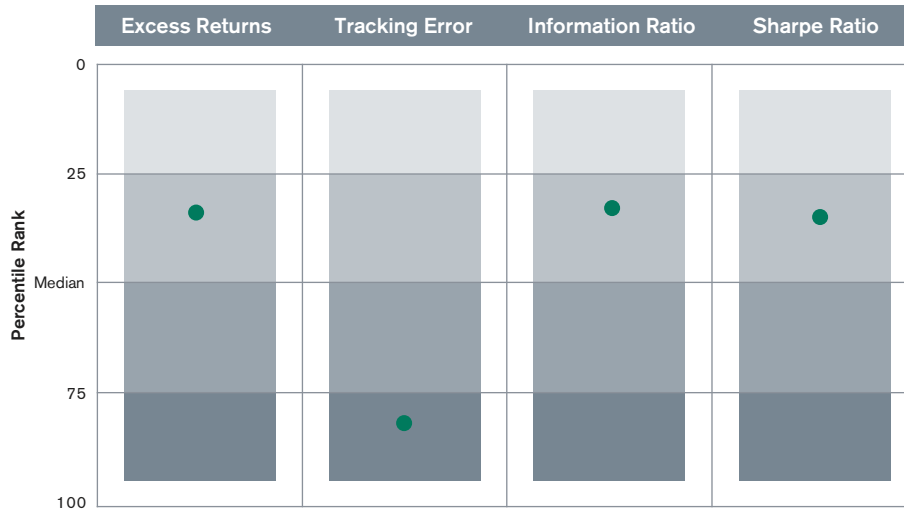 Excess Returns Tracking Error Information Ratio Sharpe Ratio
0
25
Median
75
100
Percentile Rank